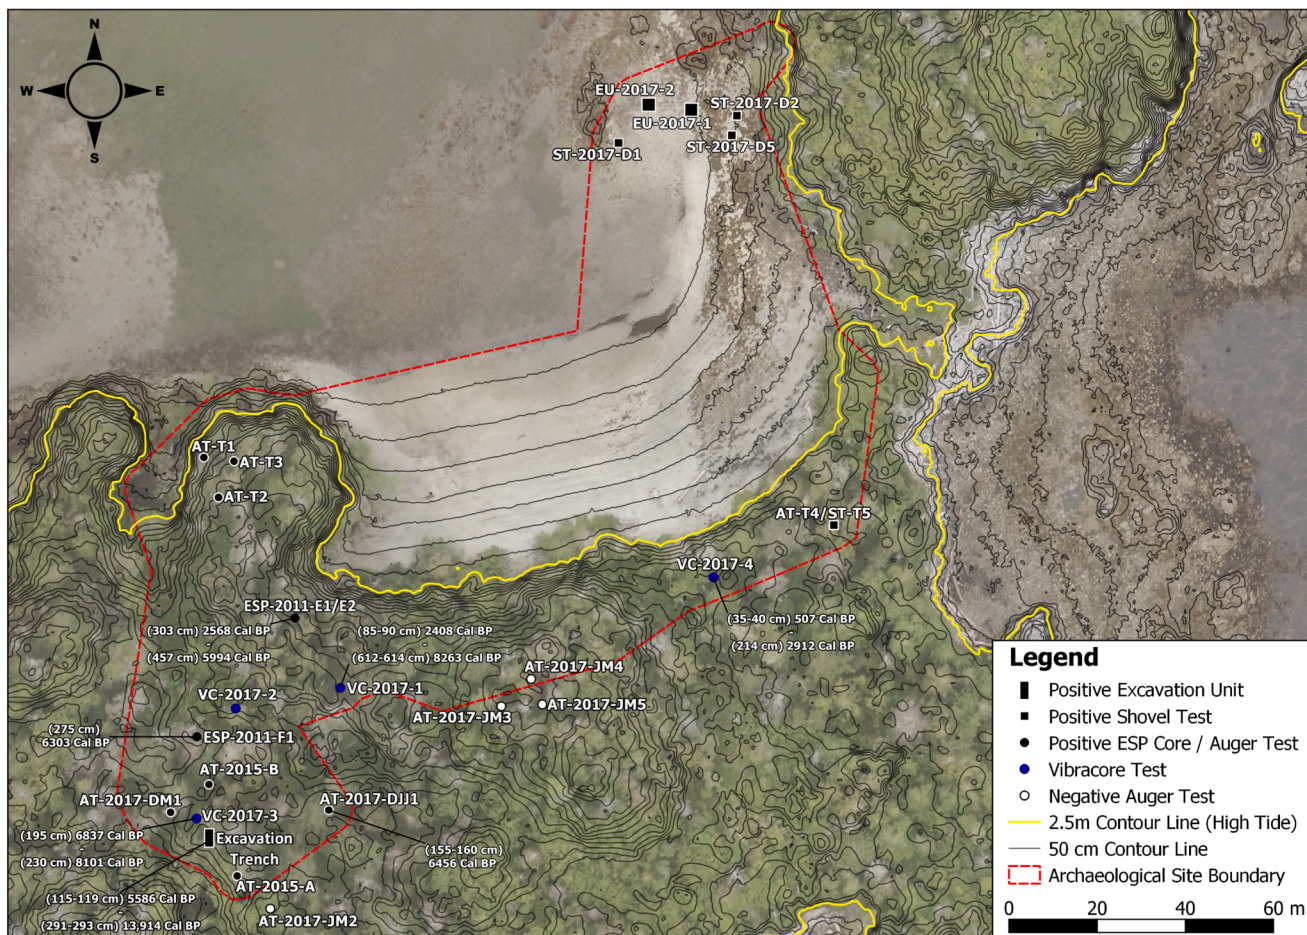 N
W
E
S
EU-2017-2
EU-2017-1
ST-2017-D2
ST-2017-D1
ST-2017-D5
AT-T1
AT-T3
AT-T2
AT-T4/ST-T5
VC-2017-4
(35-40 cm) 507 Cal BP
-
(214 cm) 2912 Cal BP
ESP-2011-E1/E2
(303 cm) 2568 Cal BP
-
(457 cm) 5994 Cal BP
(85-90 cm) 2408 Cal BP
-
(612-614 cm) 8263 Cal BP
VC-2017-1
VC-2017-2
AT-2017-JM4
AT-2017-JM3
AT-2017-JM5
(275 cm)
6303 Cal BP
ESP-2011-F1
AT-2015-B
AT-2017-DM1
VC-2017-3
AT-2017-DJJ1
(195 cm) 6837 Cal BP
-
(230 cm) 8101 Cal BP
Excavation
Trench
(155-160 cm)
6456 Cal BP
AT-2015-A
(115-119 cm) 5586 Cal BP
-
(291-293 cm) 13,914 Cal BP
AT-2017-JM2
Legend
Positive Excavation Unit
Positive Shovel Test
Positive ESP Core / Auger Test
Vibracore Test
Negative Auger Test
2.5m Contour Line (High Tide)
50 cm Contour Line
Archaeological Site Boundary
0 20 40 60 m